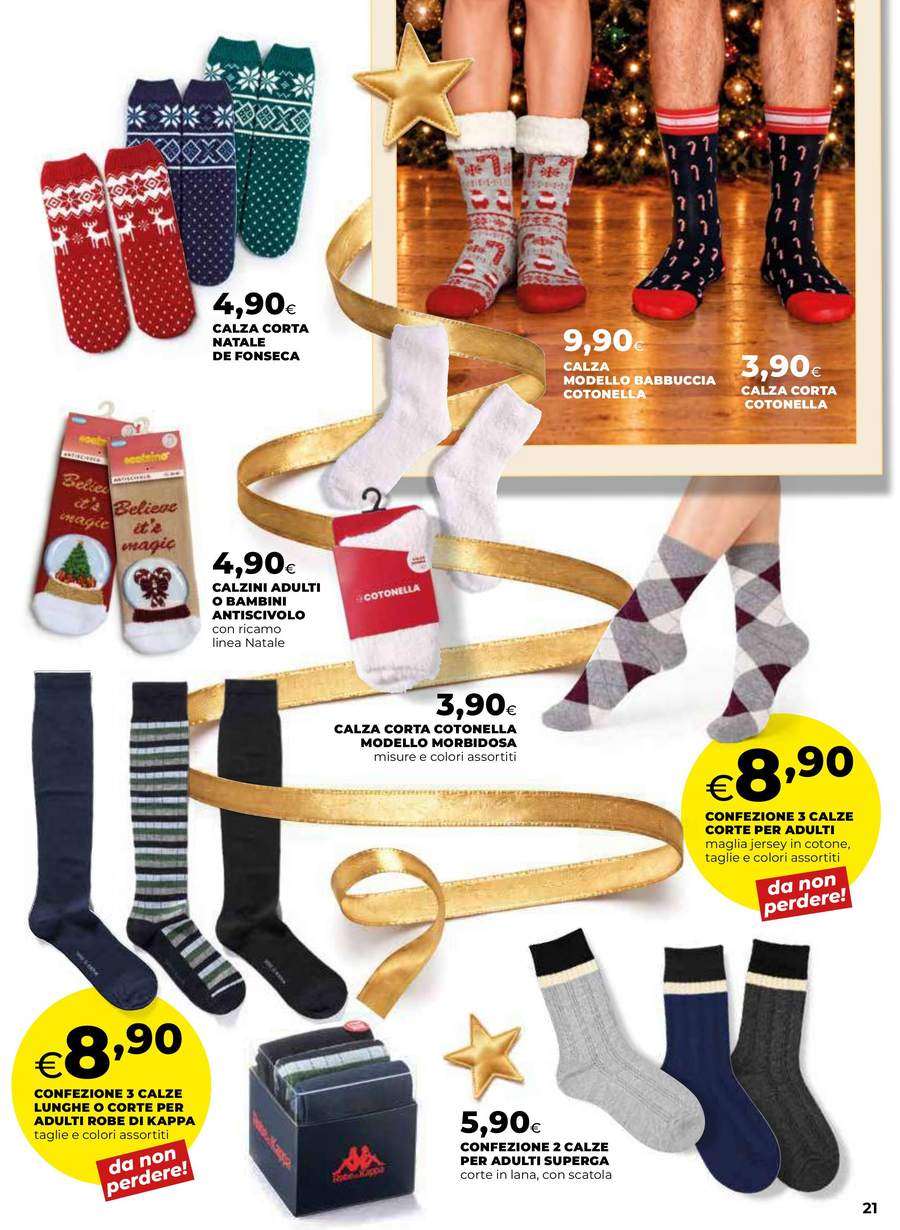 4,90€
CALZA CORTA
NATALE
DE FONSECA
9,90€
CALZA
MODELLO BABBUCCIA
COTONELLA
3,90€
CALZA CORTA
COTONELLA
ANTISCIVOLO
Believe
it's
magic
ANTISCIVOLO
Believe
it's
magic
4,90€
CALZINI ADULTI
O BAMBINI
ANTISCIVOLO
con ricamo
linea Natale
COTONELLA
3,90€
CALZA CORTA COTONELLA
MODELLO MORBIDOSA
misure e colori assortiti
€8,90
CONFEZIONE 3 CALZE
CORTE PER ADULTI
maglia jersey in cotone,
taglie e colori assortiti
da non
perdere!
€8,90
CONFEZIONE 3 CALZE
LUNGHE O CORTE PER
ADULTI ROBE DI KAPPA
taglie e colori assortiti
da non
perdere!
Robe di Kappa
Robe di Kappa
5,90€
CONFEZIONE 2 CALZE
PER ADULTI SUPERGA
corte in lana, con scatola
21